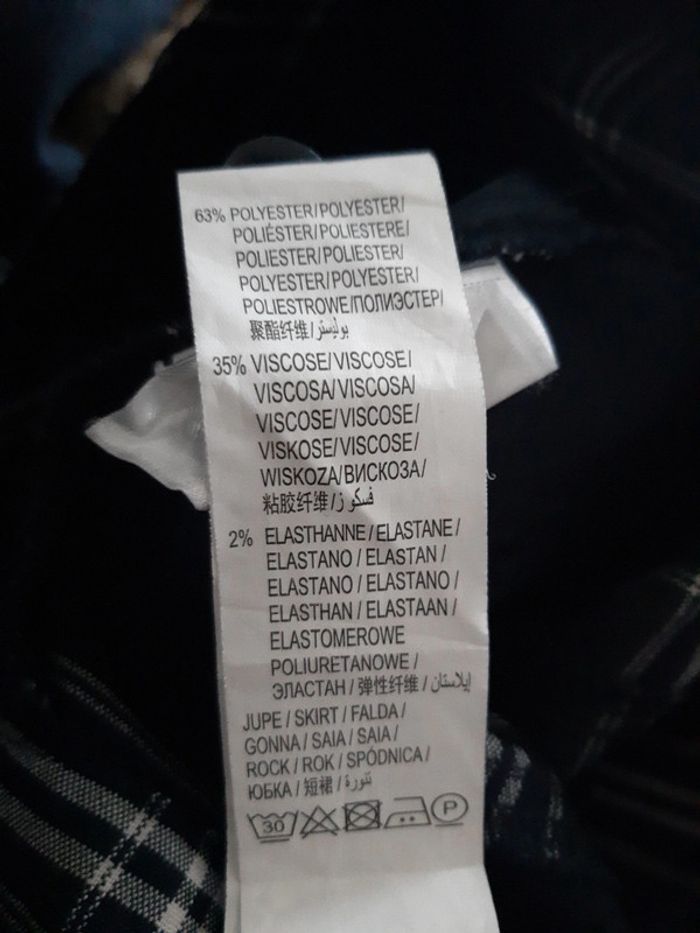 63% POLYESTER/POLYESTER/
POLIÉSTER/POLIESTERE/
POLIESTER/POLIESTER/
POLYESTER/POLYESTER/
POLIESTROWE/ПОЛИЭСТЕР/
聚酯纤维/بوليستر
35% VISCOSE/VISCOSE/
VISCOSA/VISCOSA/
VISCOSE/VISCOSE/
VISKOSE/VISCOSE/
WISKOZA/ВИСКОЗА/
粘胶纤维/فسكوز
2% ELASTHANNE/ELASTANE/
ELASTANO/ELASTAN/
ELASTANO/ELASTANO/
ELASTHAN/ELASTAAN/
ELASTOMEROWE
POLIURETANOWE/
ЭЛАСТАН/弹性纤维/إيلاستان
JUPE/SKIRT/FALDA/
GONNA/SAIA/SAIA/
ROCK/ROK/SPÓDNICA/
ЮБКА/短裙/تنورة
30 P